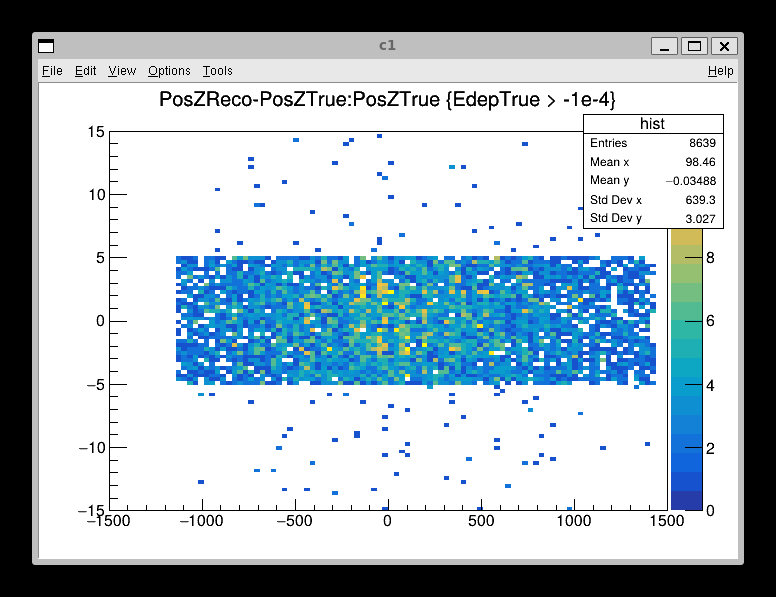 c1
File Edit View Options Tools Help
PosZReco-PosZTrue:PosZTrue {EdepTrue > -1e-4}
hist
Entries 8639
Mean x 98.46
Mean y −0.03488
Std Dev x 639.3
Std Dev y 3.027
15
10
5
0
−5
−10
−15
−1500 −1000 −500 0 500 1000 1500
8
6
4
2
0